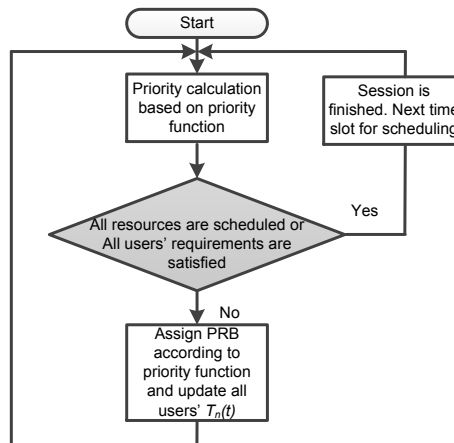 Start
Priority calculation
based on priority
function
Session is
finished. Next time
slot for scheduling
All resources are scheduled or
All users' requirements are
satisfied
Yes
No
Assign PRB
according to
priority function
and update all
users' Tn(t)